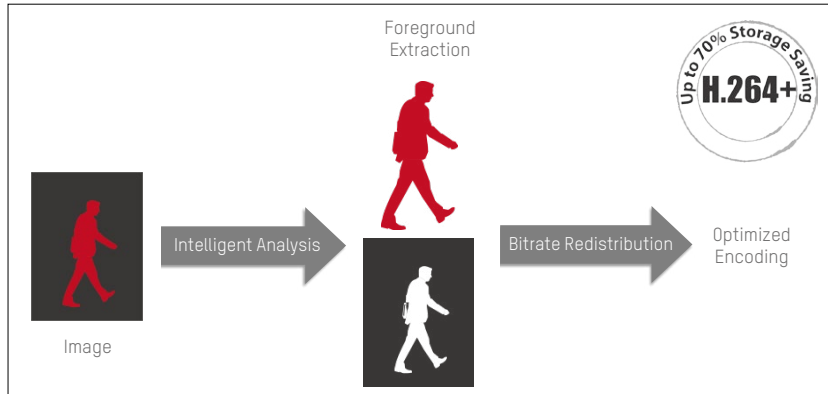 Foreground
Extraction
Up to 70% Storage Saving
H.264+
Intelligent Analysis
Bitrate Redistribution
Optimized
Encoding
Image